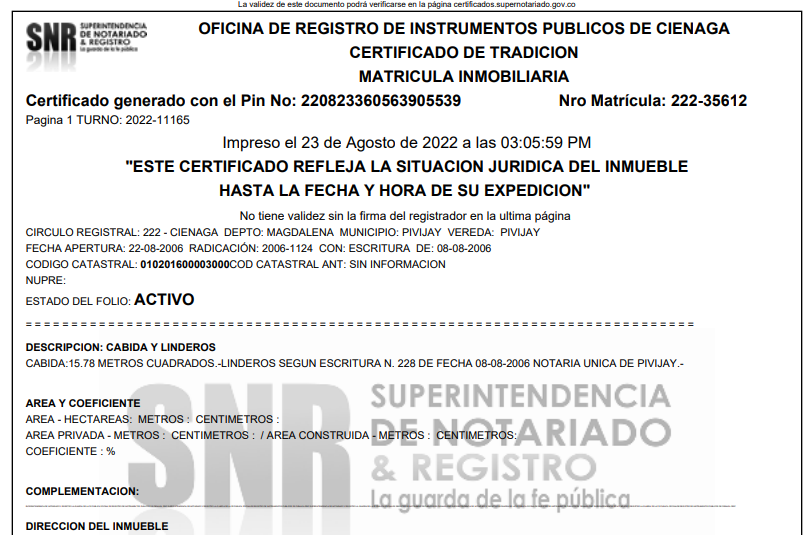 La validez de este documento podrá verificarse en la página certificados.supernotariado.gov.co
SNR SUPERINTENDENCIA
DE NOTARIADO
& REGISTRO
La guarda de la fe pública
OFICINA DE REGISTRO DE INSTRUMENTOS PUBLICOS DE CIENAGA
CERTIFICADO DE TRADICION
MATRICULA INMOBILIARIA
Certificado generado con el Pin No: 220823360563905539 Nro Matrícula: 222-35612
Pagina 1 TURNO: 2022-11165
Impreso el 23 de Agosto de 2022 a las 03:05:59 PM
"ESTE CERTIFICADO REFLEJA LA SITUACION JURIDICA DEL INMUEBLE
HASTA LA FECHA Y HORA DE SU EXPEDICION"
No tiene validez sin la firma del registrador en la ultima página
CIRCULO REGISTRAL: 222 - CIENAGA DEPTO: MAGDALENA MUNICIPIO: PIVIJAY VEREDA: PIVIJAY
FECHA APERTURA: 22-08-2006 RADICACIÓN: 2006-1124 CON: ESCRITURA DE: 08-08-2006
CODIGO CATASTRAL: 010201600003000COD CATASTRAL ANT: SIN INFORMACION
NUPRE:
ESTADO DEL FOLIO: ACTIVO
DESCRIPCION: CABIDA Y LINDEROS
CABIDA:15.78 METROS CUADRADOS.-LINDEROS SEGUN ESCRITURA N. 228 DE FECHA 08-08-2006 NOTARIA UNICA DE PIVIJAY.-
AREA Y COEFICIENTE
AREA - HECTAREAS: METROS : CENTIMETROS :
AREA PRIVADA - METROS : CENTIMETROS : / AREA CONSTRUIDA - METROS : CENTIMETROS:
COEFICIENTE : %
SNR SUPERINTENDENCIA
DE NOTARIADO
& REGISTRO
La guarda de la fe pública
COMPLEMENTACION:
DIRECCION DEL INMUEBLE